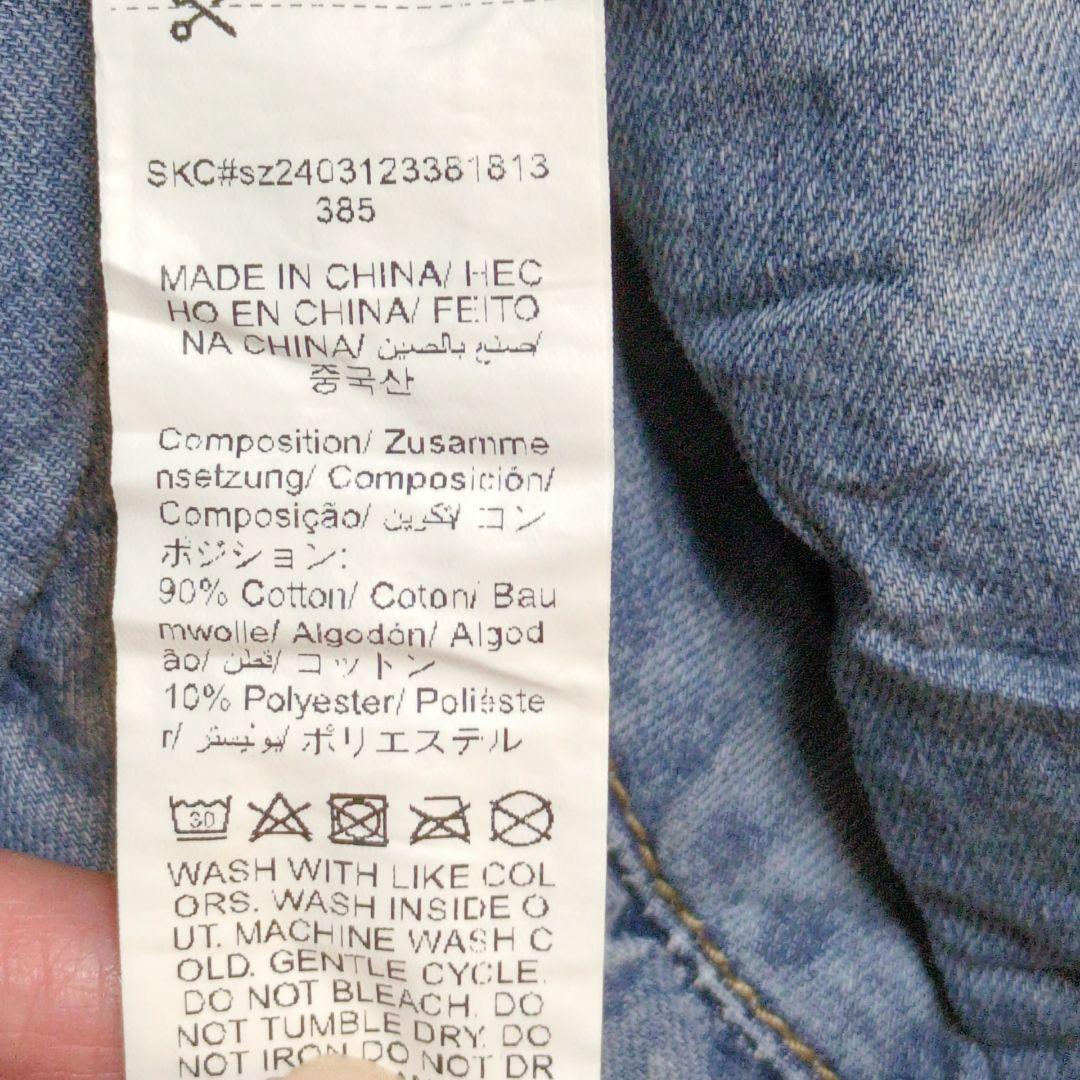 SKC#sz2403123381813
385
MADE IN CHINA/ HEC
HO EN CHINA/ FEITO
NA CHINA/ صنع بالصين/
중국산
Composition/ Zusamme
nsetzung/ Composición/
Composição/ تكوين/ コン
ポジション:
90% Cotton/ Coton/ Bau
mwolle/ Algodón/ Algod
ão/ قطن/ コットン
10% Polyester/ Polieste
r/ بوليستر/ ポリエステル
30
WASH WITH LIKE COL
ORS. WASH INSIDE O
UT. MACHINE WASH C
OLD. GENTLE CYCLE.
DO NOT BLEACH. DO
NOT TUMBLE DRY. DO
NOT IRON.DO NOT DR